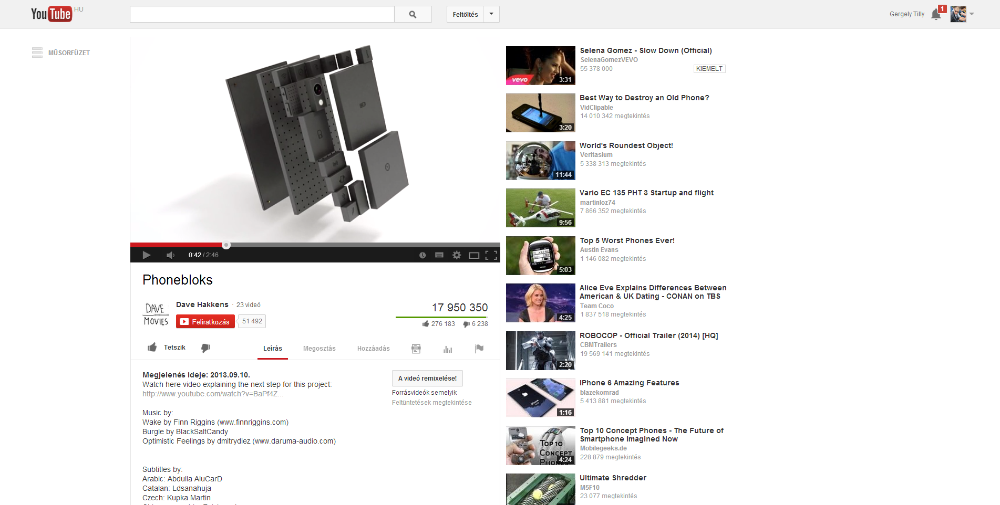 YouTube HU
Feltöltés
Gergely Tilly
1
MŰSORFÜZET
0:42 / 2:46
Phonebloks
DAVE
MOVIES
Dave Hakkens · 23 videó
Feliratkozás
51 492
17 950 350
276 183
6 238
Tetszik
Leírás
Megosztás
Hozzáadás
Megjelenés ideje: 2013.09.10.
Watch here video explaining the next step for this project:
http://www.youtube.com/watch?v=BaPf4Z...
Music by:
Wake by Finn Riggins (www.finnriggins.com)
Burgle by BlackSaltCandy
Optimistic Feelings by dmitrydiez (www.daruma-audio.com)
Subtitles by:
Arabic: Abdulla AluCarD
Catalan: Ldsanahuja
Czech: Kupka Martin
A videó remixelése!
Forrásvideók semelyik
Feltüntetések megtekintése
vevo
3:31
Selena Gomez - Slow Down (Official)
SelenaGomezVEVO
55 378 000
KIEMELT
3:20
Best Way to Destroy an Old Phone?
VidClipable
14 010 342 megtekintés
11:44
World's Roundest Object!
Veritasium
5 338 313 megtekintés
9:56
Vario EC 135 PHT 3 Startup and flight
martinloz74
7 866 352 megtekintés
5:03
Top 5 Worst Phones Ever!
Austin Evans
1 146 082 megtekintés
4:25
Alice Eve Explains Differences Between
American & UK Dating - CONAN on TBS
Team Coco
1 837 518 megtekintés
2:20
ROBOCOP - Official Trailer (2014) [HQ]
CBMTrailers
19 569 141 megtekintés
1:16
IPhone 6 Amazing Features
blazekomrad
5 413 881 megtekintés
TOP 10
CONCEPT
PHONES
4:24
Top 10 Concept Phones - The Future of
Smartphone Imagined Now
Mobilegeeks.de
228 879 megtekintés
Ultimate Shredder
M5F10
23 077 megtekintés